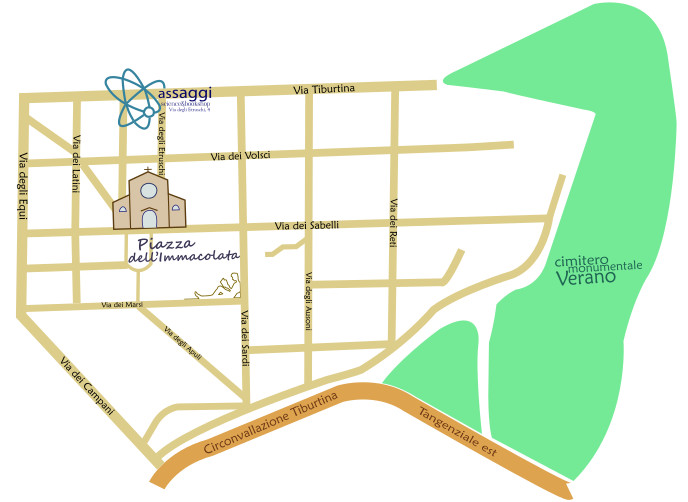 Via Tiburtina
assaggi
science&bookshop
Via degli Etruschi, 4
Via degli Etruschi
Via dei Latini
Via degli Equi
Via dei Volsci
Via dei Reti
Via dei Sabelli
Piazza
dell'Immacolata
cimitero
monumentale
Verano
Via degli Ausoni
Via dei Marsi
Via degli Apuli
Via dei Sardi
Via dei Campani
Circonvallazione Tiburtina
Tangenziale est